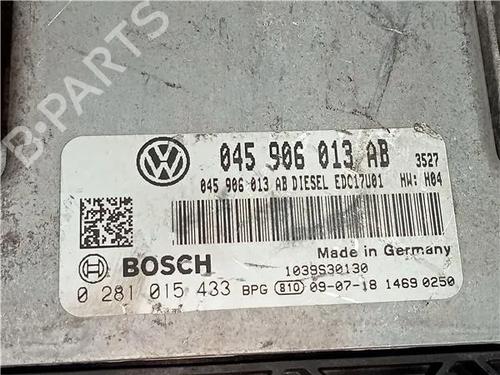 B-PARTS
045 906 013 AB 3527
045 906 013 AB DIESEL EDC17U01 HW: H04
Made in Germany
BOSCH 1039S30130
0 281 015 433 BPG 810 09-07-18 1469 0250